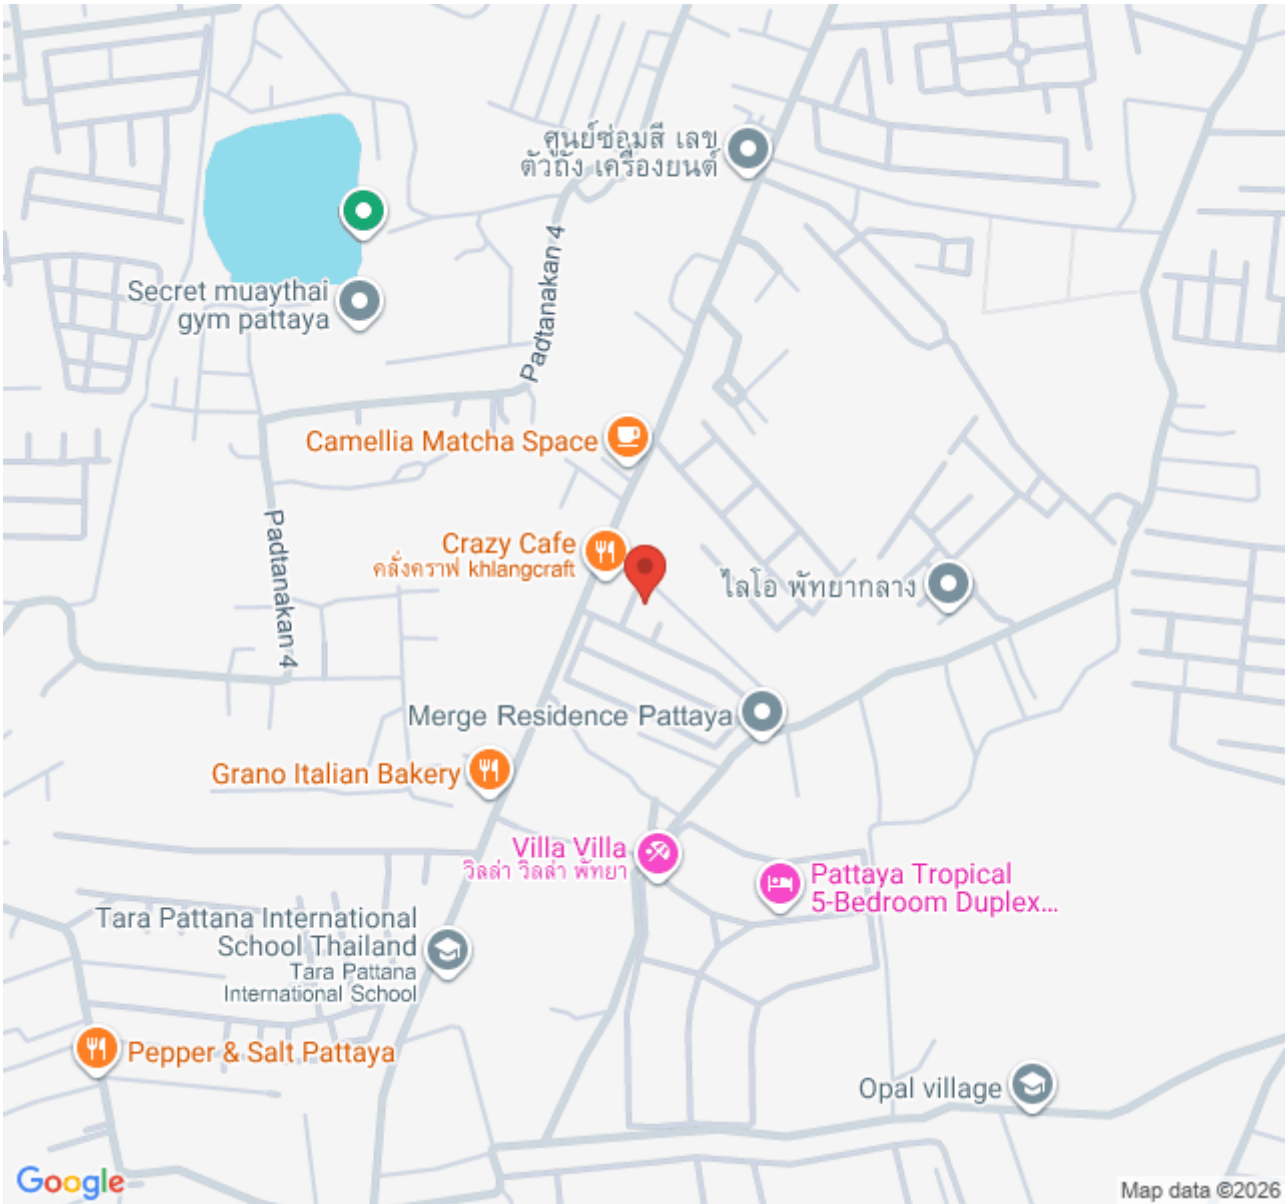 ศูนย์ซ่อมสี เลข
ตัวถัง เครื่องยนต์
Padtanakan 4
Secret muaythai
gym pattaya
Camellia Matcha Space
Padtanakan 4
Crazy Cafe
คลั่งคราฟ khlangcraft
ไลโอ พัทยากลาง
Merge Residence Pattaya
Grano Italian Bakery
Villa Villa
วิลล่า วิลล่า พัทยา
Pattaya Tropical
5-Bedroom Duplex...
Tara Pattana International
School Thailand
Tara Pattana
International School
Pepper & Salt Pattaya
Opal village
Google
Map data ©2026